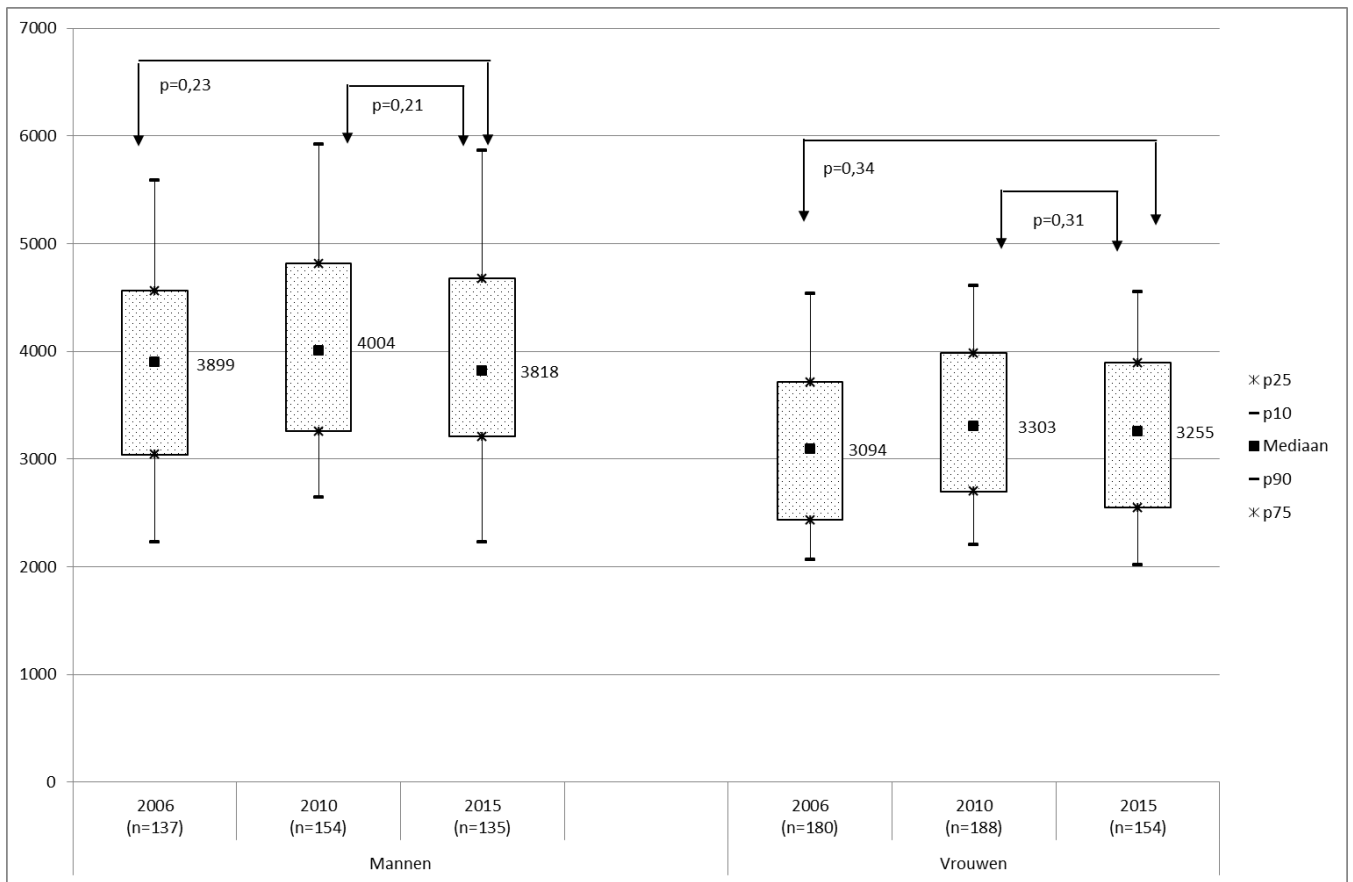 7000
6000
5000
4000
3000
2000
1000
0
p=0,23
p=0,21
p=0,34
p=0,31
3899
4004
3818
3094
3303
3255
p25
p10
Mediaan
p90
p75
2006 2010 2015 2006 2010 2015
(n=137) (n=154) (n=135) (n=180) (n=188) (n=154)
Mannen Vrouwen